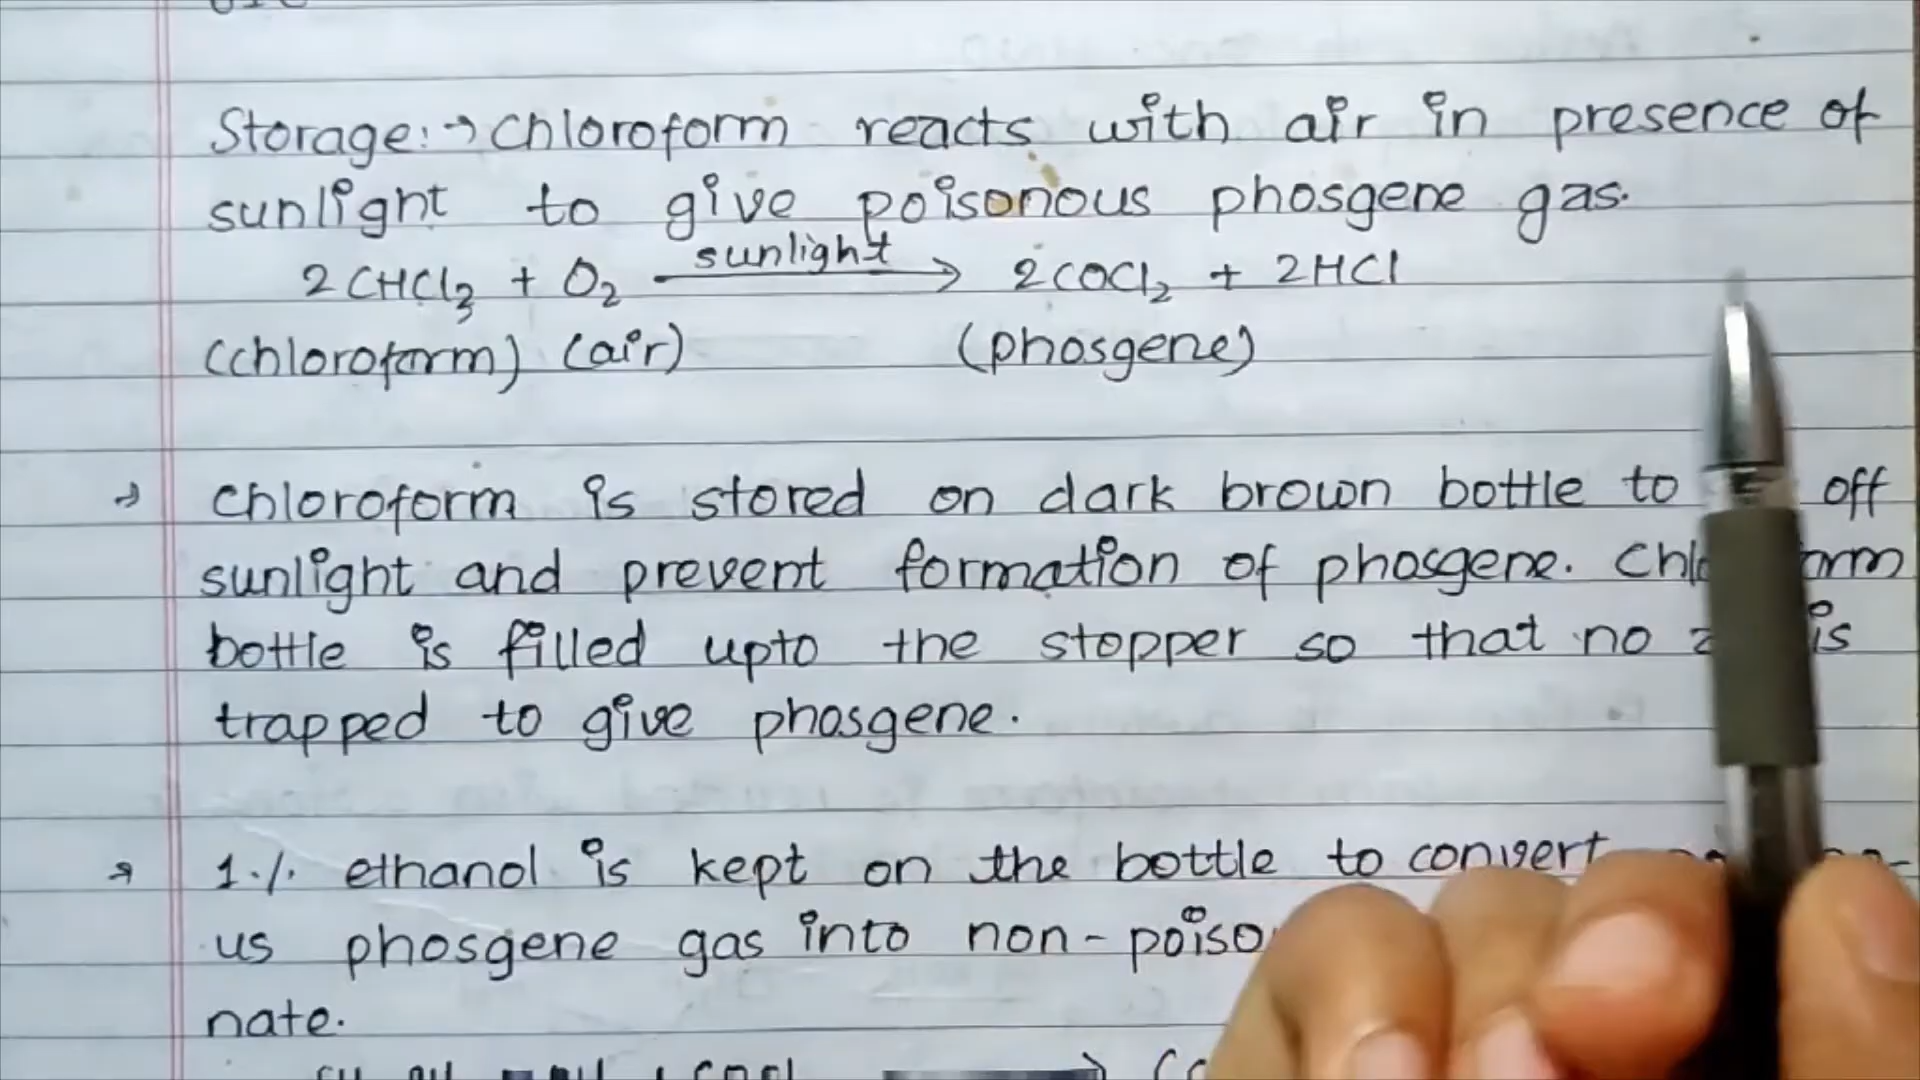 Storage:→ Chloroform reacts with air in presence of
sunlight to give poisonous phosgene gas.
sunlight
2CHCl₃ + O₂ ⟶ 2COCl₂ + 2HCl
(chloroform) (air) (phosgene)
→ Chloroform is stored on dark brown bottle to off
sunlight and prevent formation of phosgene.
bottle is filled upto the stopper so that no is
trapped to give phosgene.
→ 1% ethanol is kept on the bottle to convert
us phosgene gas into non-
nate.